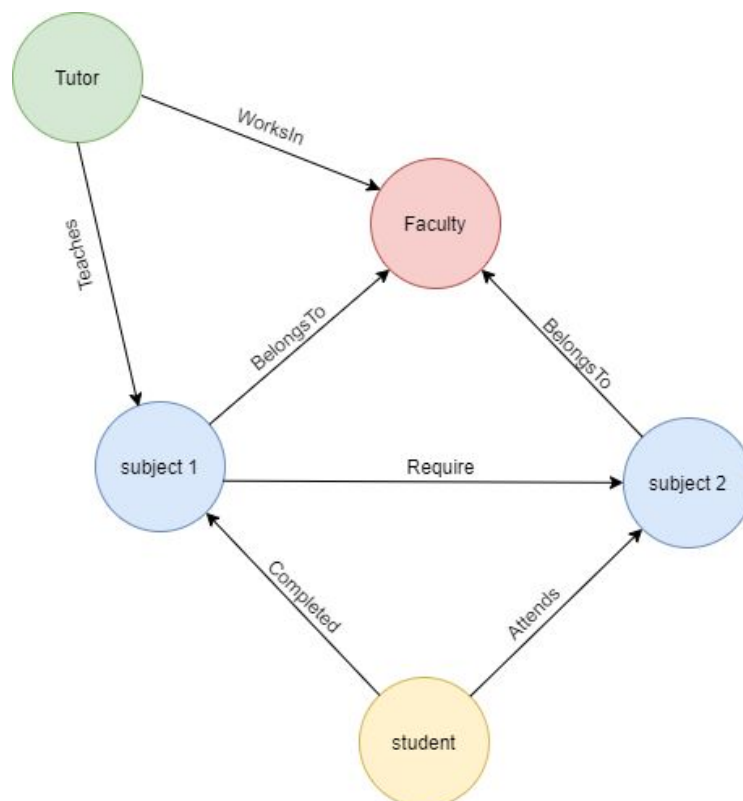 Tutor
WorksIn
Faculty
Teaches
BelongsTo
BelongsTo
subject 1
Require
subject 2
Completed
Attends
student